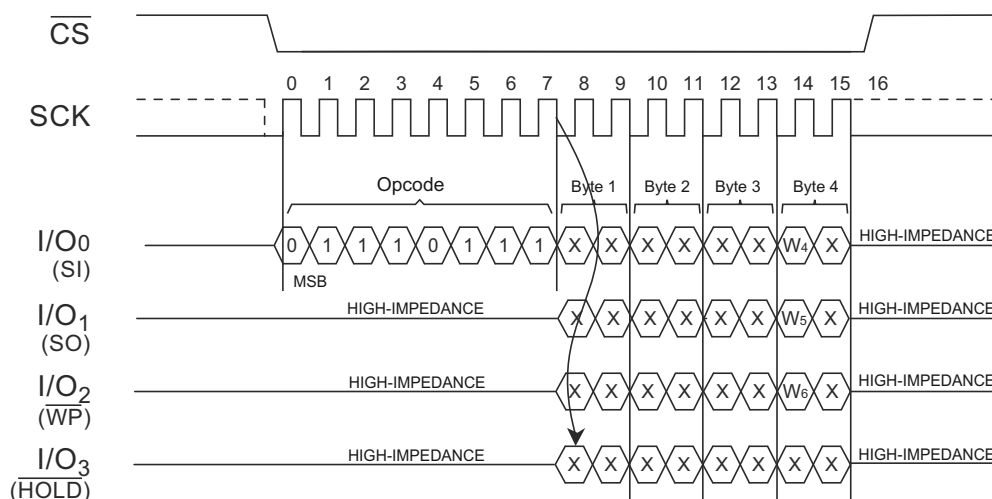 CS
0 1 2 3 4 5 6 7 8 9 10 11 12 13 14 15 16
SCK
Opcode Byte 1 Byte 2 Byte 3 Byte 4
I/O0 0 1 1 1 0 1 1 1 X X X X X X W4 X HIGH-IMPEDANCE
(SI)
MSB
I/O1 HIGH-IMPEDANCE X X X X X X W5 X HIGH-IMPEDANCE
(SO)
I/O2 HIGH-IMPEDANCE X X X X X X W6 X HIGH-IMPEDANCE
(WP)
I/O3 HIGH-IMPEDANCE X X X X X X X X HIGH-IMPEDANCE
(HOLD)